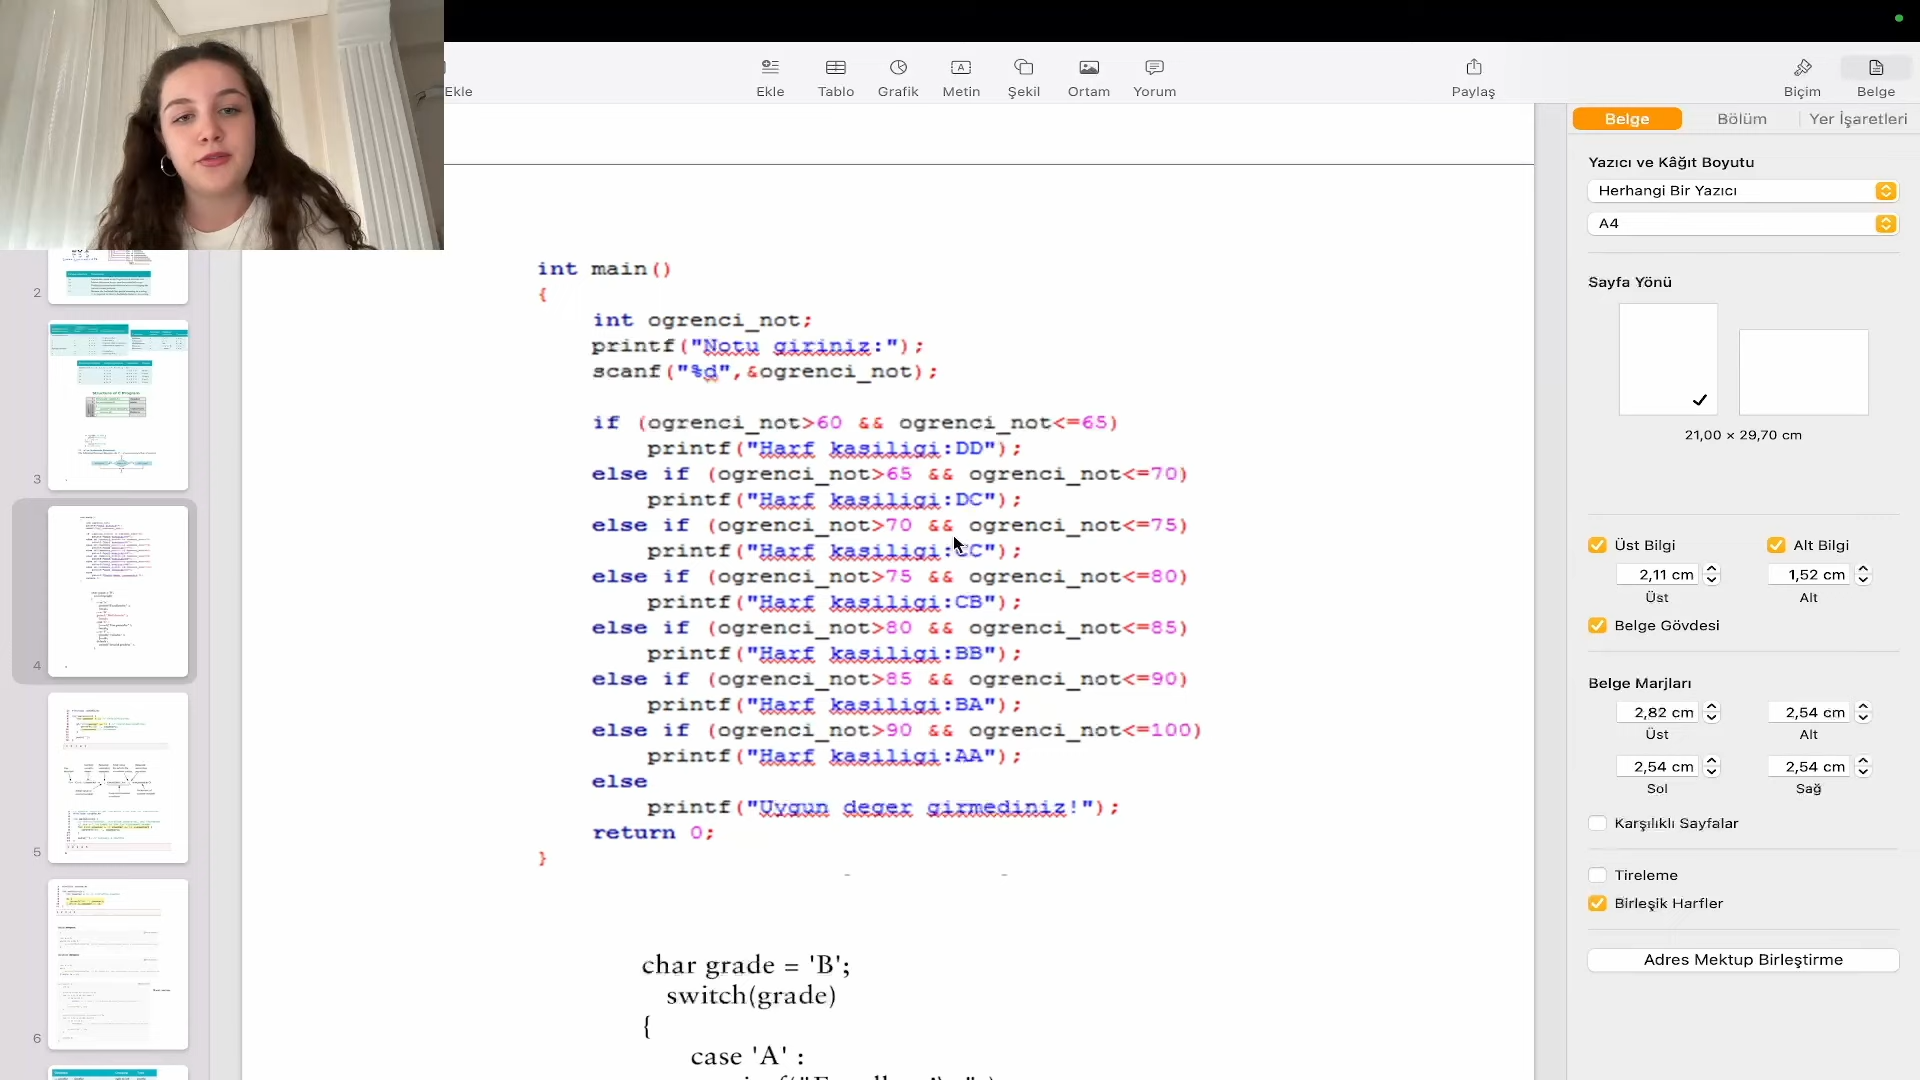 Ekle
Ekle
Tablo
Grafik
Metin
Şekil
Ortam
Yorum
Paylaş
Biçim
Belge
Belge
Bölüm
Yer İşaretleri
Yazıcı ve Kâğıt Boyutu
Herhangi Bir Yazıcı
A4
Sayfa Yönü
21,00 × 29,70 cm
Üst Bilgi
Alt Bilgi
2,11 cm
1,52 cm
Üst
Alt
Belge Gövdesi
Belge Marjları
2,82 cm
2,54 cm
Üst
Alt
2,54 cm
2,54 cm
Sol
Sağ
Karşılıklı Sayfalar
Tireleme
Birleşik Harfler
Adres Mektup Birleştirme
2
3
4
5
6
int main()
{
int ogrenci_not;
printf("Notu giriniz:");
scanf("%d",&ogrenci_not);
if (ogrenci_not>60 && ogrenci_not<=65)
printf("Harf kasiligi:DD");
else if (ogrenci_not>65 && ogrenci_not<=70)
printf("Harf kasiligi:DC");
else if (ogrenci_not>70 && ogrenci_not<=75)
printf("Harf kasiligi:CC");
else if (ogrenci_not>75 && ogrenci_not<=80)
printf("Harf kasiligi:CB");
else if (ogrenci_not>80 && ogrenci_not<=85)
printf("Harf kasiligi:BB");
else if (ogrenci_not>85 && ogrenci_not<=90)
printf("Harf kasiligi:BA");
else if (ogrenci_not>90 && ogrenci_not<=100)
printf("Harf kasiligi:AA");
else
printf("Uygun deger girmediniz!");
return 0;
}
char grade = 'B';
switch(grade)
{
case 'A' :